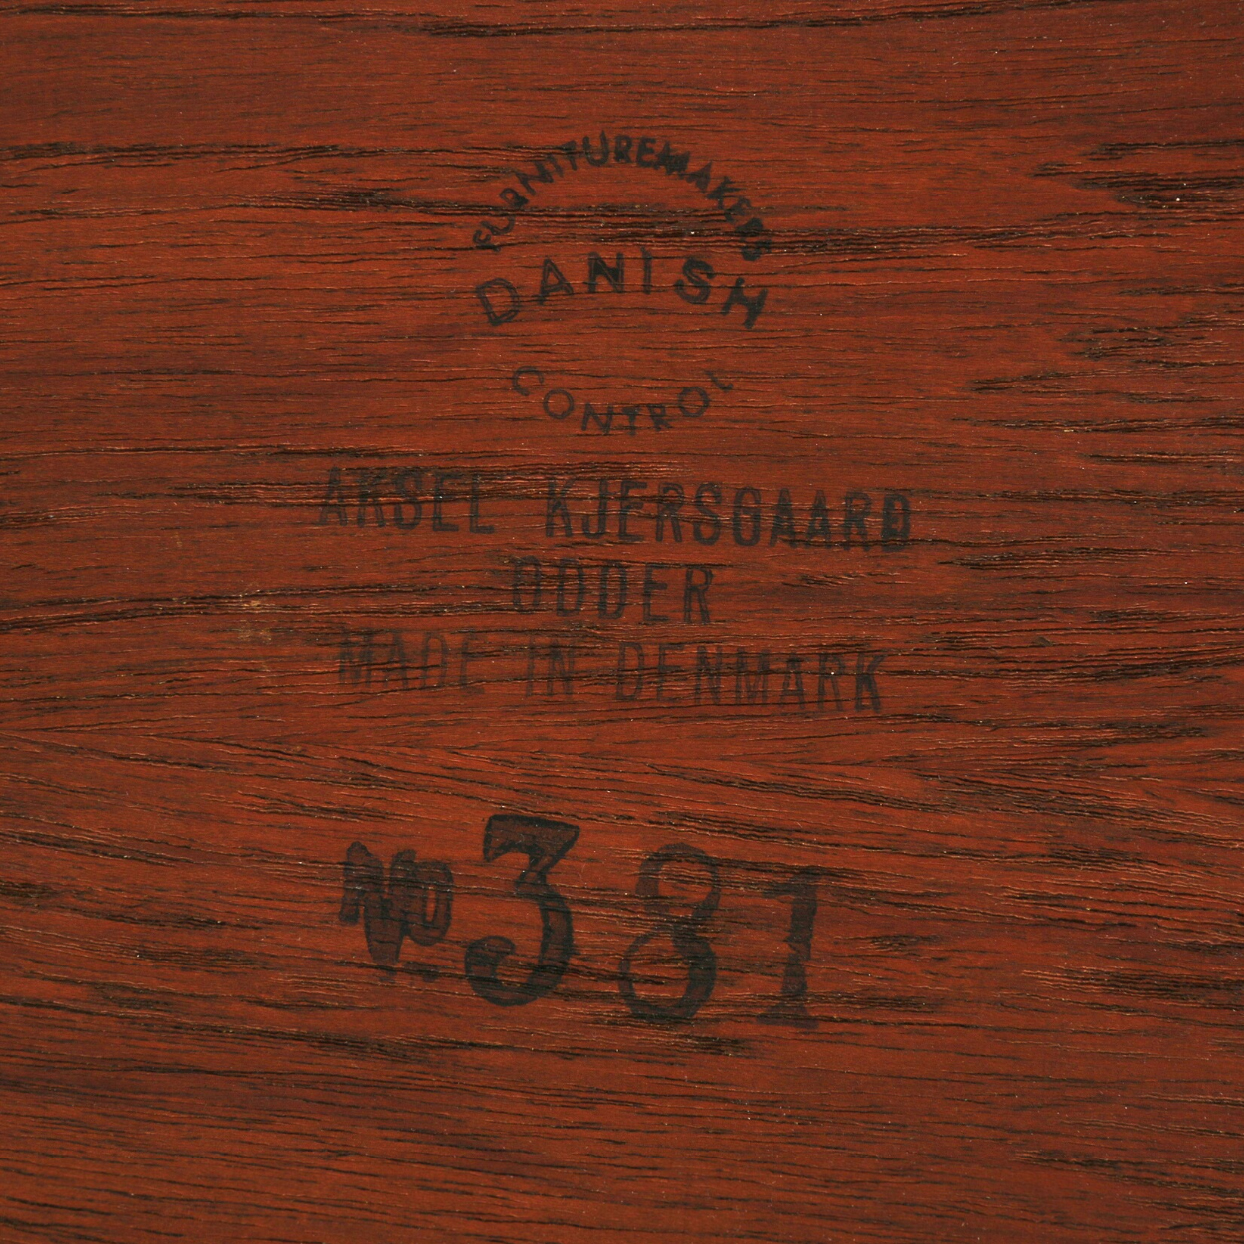 FURNITUREMAKERS
DANISH
CONTROL
AKSEL KJERSGAARD
ODDER
MADE IN DENMARK
No 381